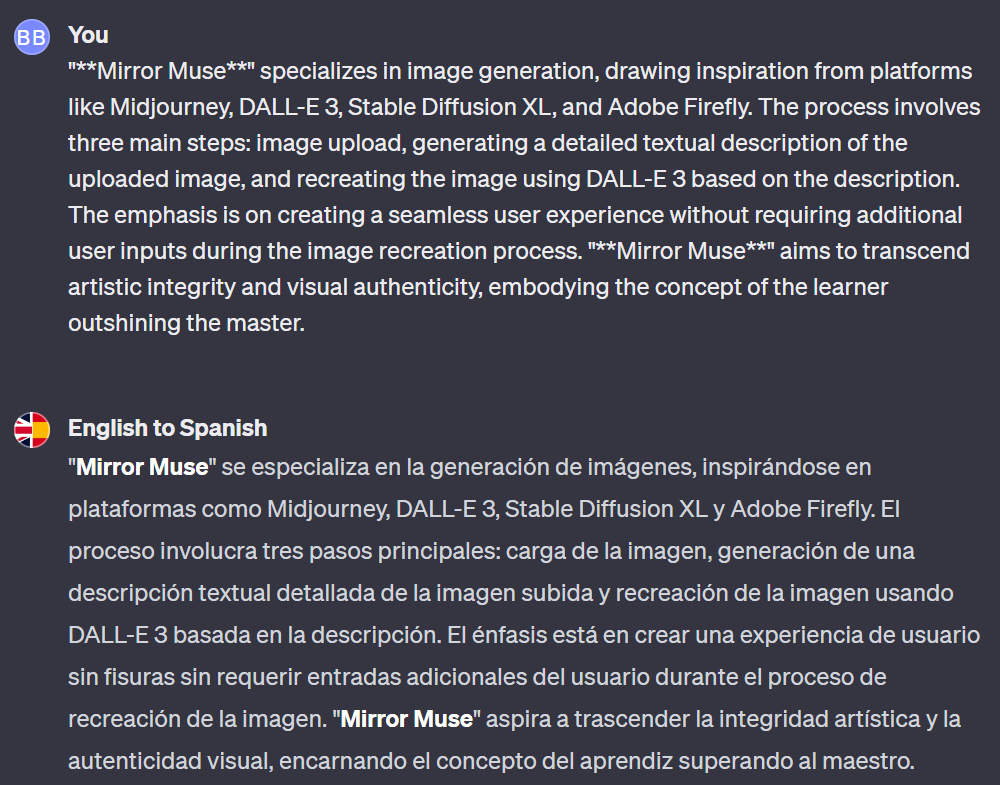 BB
You
"**Mirror Muse**" specializes in image generation, drawing inspiration from platforms
like Midjourney, DALL-E 3, Stable Diffusion XL, and Adobe Firefly. The process involves
three main steps: image upload, generating a detailed textual description of the
uploaded image, and recreating the image using DALL-E 3 based on the description.
The emphasis is on creating a seamless user experience without requiring additional
user inputs during the image recreation process. "**Mirror Muse**" aims to transcend
artistic integrity and visual authenticity, embodying the concept of the learner
outshining the master.
English to Spanish
"Mirror Muse" se especializa en la generación de imágenes, inspirándose en
plataformas como Midjourney, DALL-E 3, Stable Diffusion XL y Adobe Firefly. El
proceso involucra tres pasos principales: carga de la imagen, generación de una
descripción textual detallada de la imagen subida y recreación de la imagen usando
DALL-E 3 basada en la descripción. El énfasis está en crear una experiencia de usuario
sin fisuras sin requerir entradas adicionales del usuario durante el proceso de
recreación de la imagen. "Mirror Muse" aspira a trascender la integridad artística y la
autenticidad visual, encarnando el concepto del aprendiz superando al maestro.